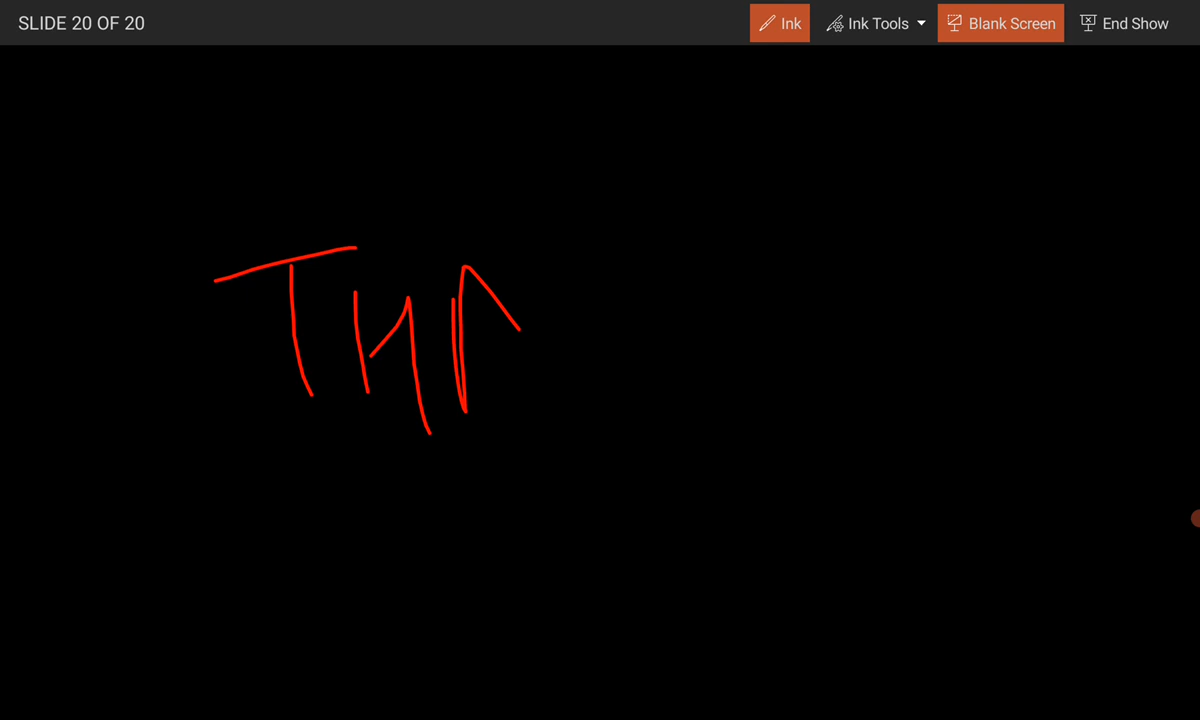 SLIDE 20 OF 20
Ink
Ink Tools
Blank Screen
End Show